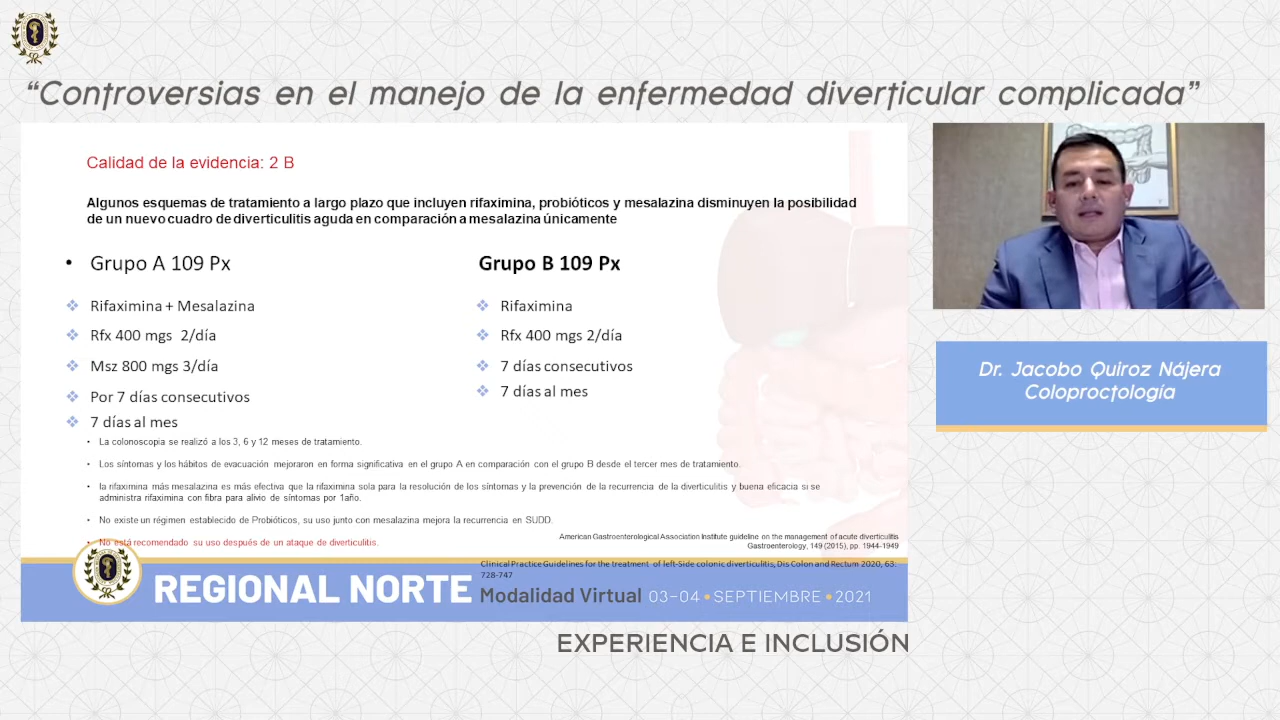 “Controversias en el manejo de la enfermedad diverticular complicada”
Calidad de la evidencia: 2 B
Algunos esquemas de tratamiento a largo plazo que incluyen rifaximina, probióticos y mesalazina disminuyen la posibilidad
de un nuevo cuadro de diverticulitis aguda en comparación a mesalazina únicamente
• Grupo A 109 Px
❖ Rifaximina + Mesalazina
❖ Rfx 400 mgs 2/día
❖ Msz 800 mgs 3/día
❖ Por 7 días consecutivos
❖ 7 días al mes
Grupo B 109 Px
❖ Rifaximina
❖ Rfx 400 mgs 2/día
❖ 7 días consecutivos
❖ 7 días al mes
• La colonoscopia se realizó a los 3, 6 y 12 meses de tratamiento.
• Los síntomas y los hábitos de evacuación mejoraron en forma significativa en el grupo A en comparación con el grupo B desde el tercer mes de tratamiento.
• la rifaximina más mesalazina es más efectiva que la rifaximina sola para la resolución de los síntomas y la prevención de la recurrencia de la diverticulitis y buena eficacia si se
administra rifaximina con fibra para alivio de síntomas por 1año.
• No existe un régimen establecido de Probióticos, su uso junto con mesalazina mejora la recurrencia en SUDD.
• No está recomendado su uso después de un ataque de diverticulitis.
American Gastroenterological Association Institute guideline on the management of acute diverticulitis
Gastroenterology, 149 (2015), pp. 1944-1949
Clinical Practice Guidelines for the treatment of left-Side colonic diverticulitis, Dis Colon and Rectum 2020, 63:
728-747
REGIONAL NORTE
Modalidad Virtual 03-04 • SEPTIEMBRE • 2021
EXPERIENCIA E INCLUSIÓN
Dr. Jacobo Quiroz Nájera
Coloproctología